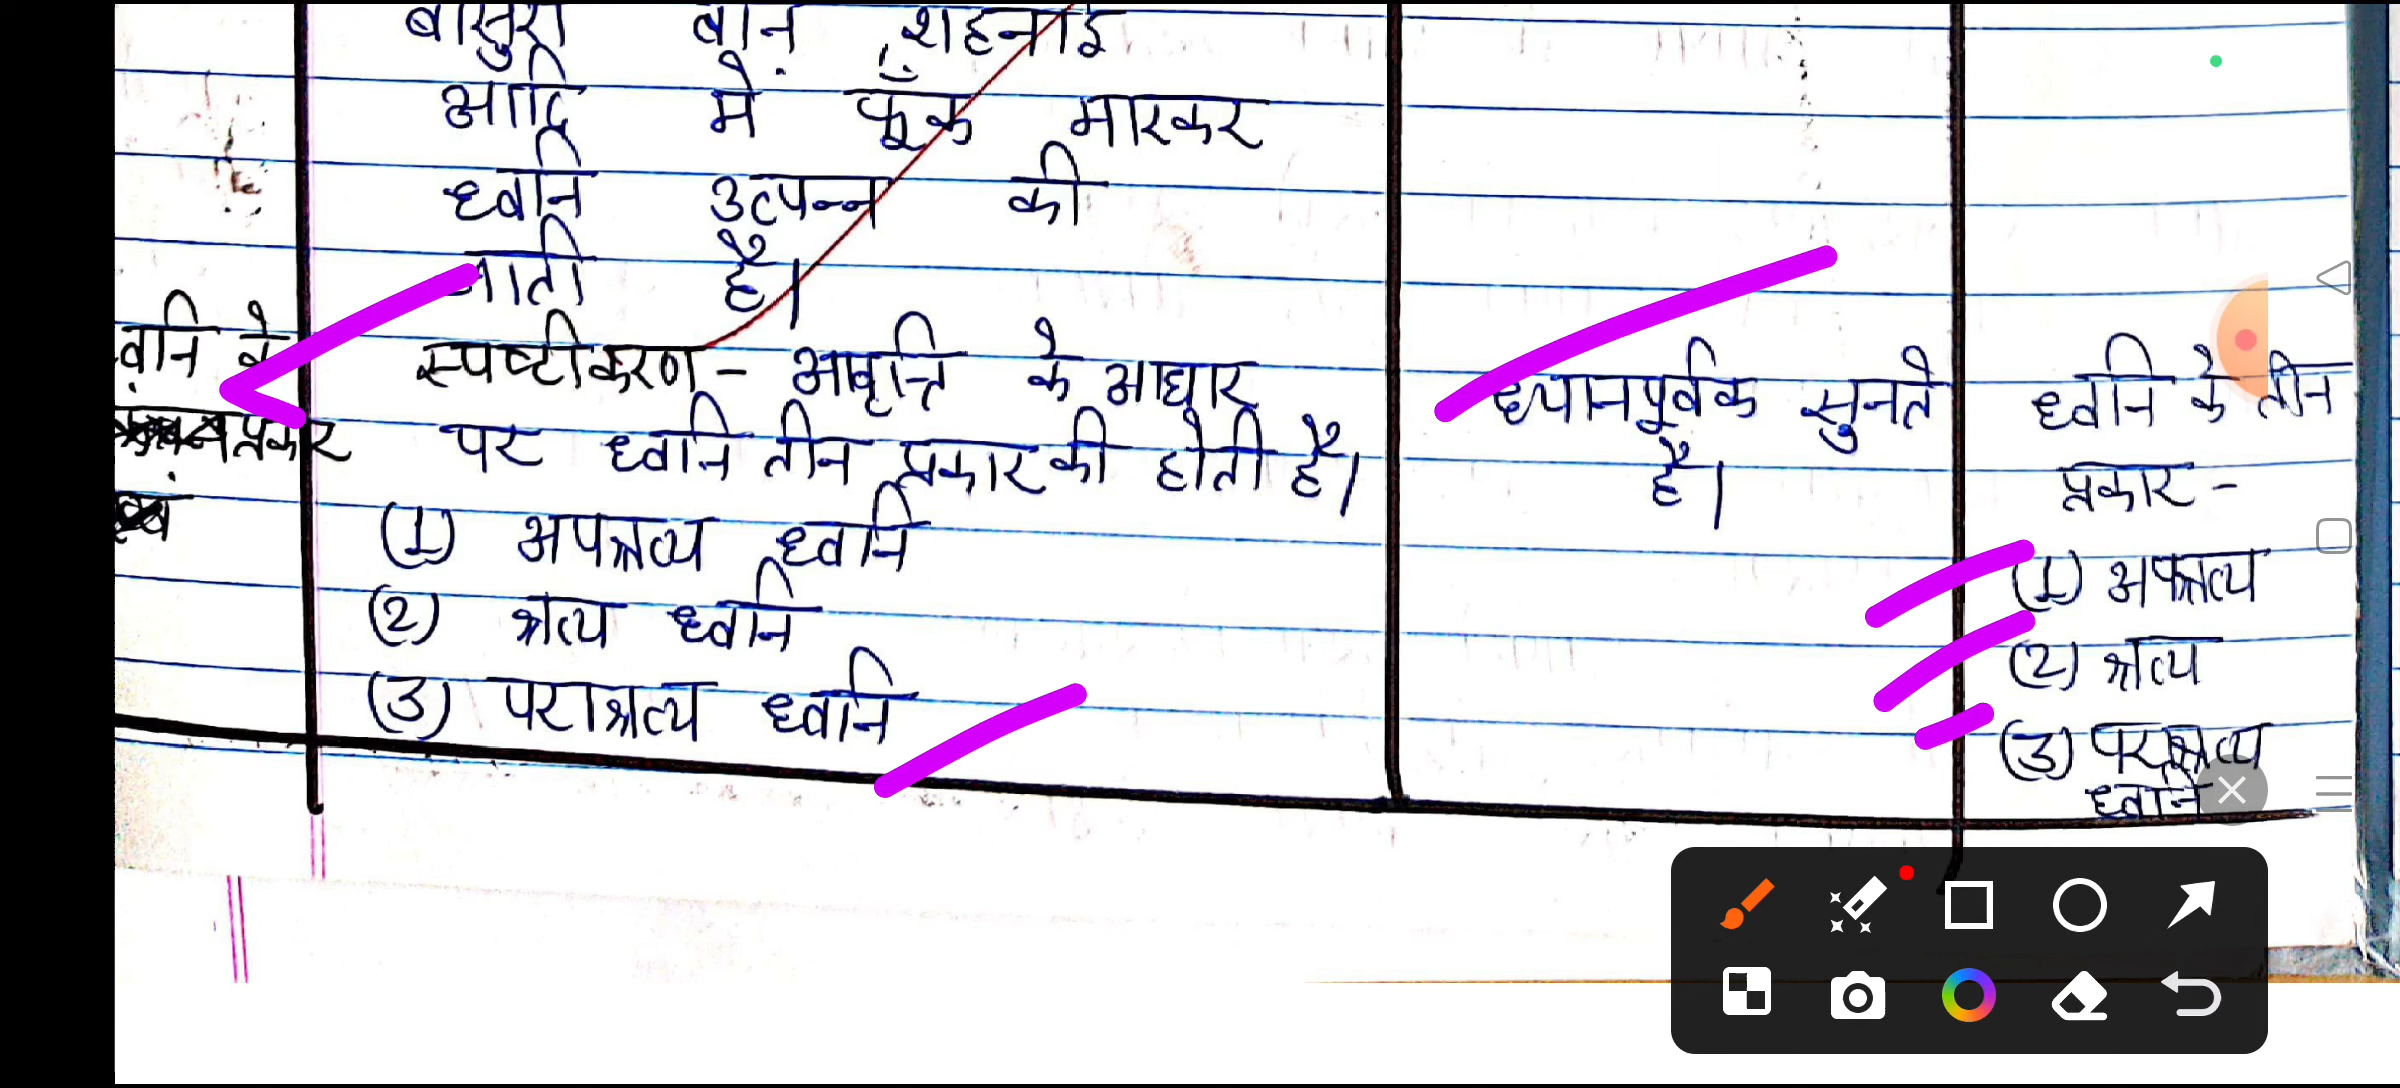 बाँसुरी बीन, शहनाई
आदि में फूँक मारकर
ध्वनि उत्पन्न की
जाती है।
ध्वनि के
प्रकार
स्पष्टीकरण - आवृत्ति के आधार
पर ध्वनि तीन प्रकार की होती है।
(1) अपश्रव्य ध्वनि
(2) श्रव्य ध्वनि
(3) पराश्रव्य ध्वनि
ध्यानपूर्वक सुनते
हैं।
ध्वनि के तीन
प्रकार -
(1) अपश्रव्य
(2) श्रव्य
(3) पराश्रव्य
ध्वनि